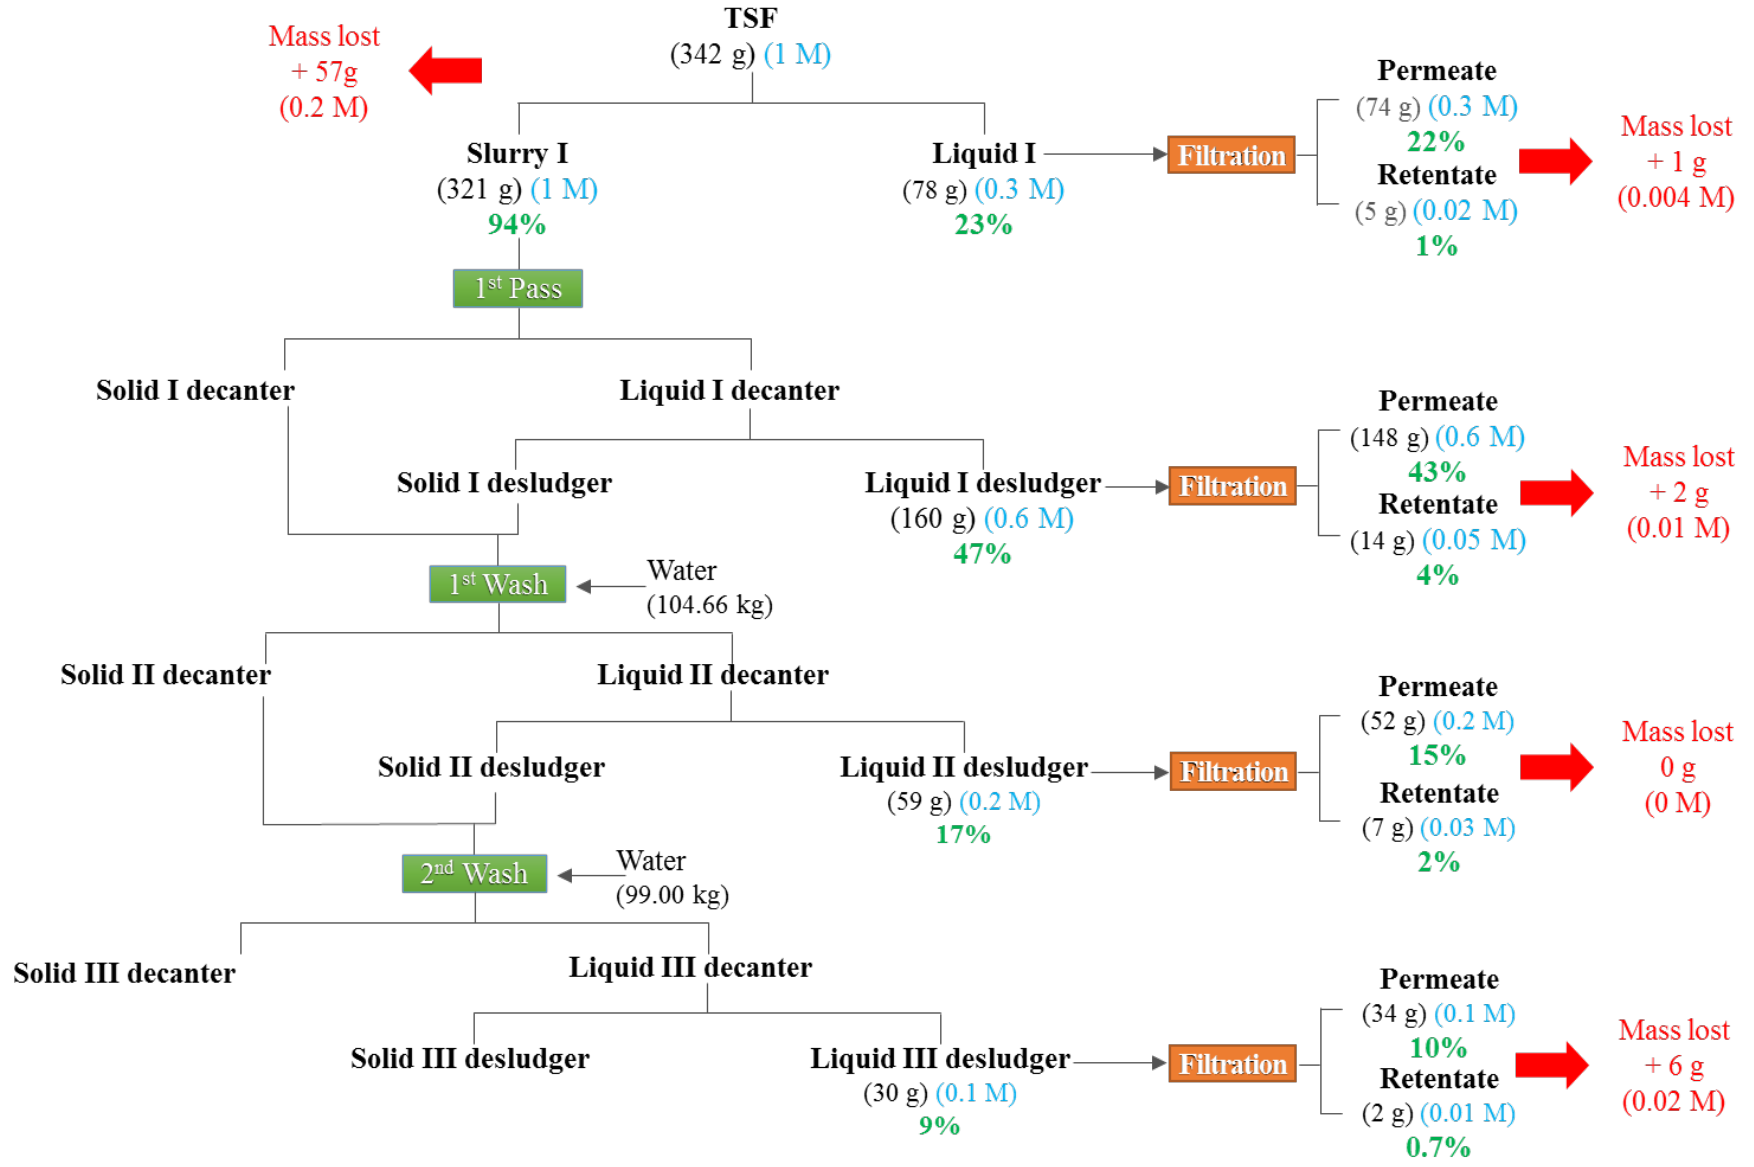 TSF
(342 g) (1 M)
Mass lost
+ 57g
(0.2 M)
Slurry I
(321 g) (1 M)
94%
Liquid I
(78 g) (0.3 M)
23%
Filtration
Permeate
(74 g) (0.3 M)
22%
Retentate
(5 g) (0.02 M)
1%
Mass lost
+ 1 g
(0.004 M)
1st Pass
Solid I decanter
Liquid I decanter
Solid I desludger
Liquid I desludger
(160 g) (0.6 M)
47%
Filtration
Permeate
(148 g) (0.6 M)
43%
Retentate
(14 g) (0.05 M)
4%
Mass lost
+ 2 g
(0.01 M)
1st Wash
Water
(104.66 kg)
Solid II decanter
Liquid II decanter
Solid II desludger
Liquid II desludger
(59 g) (0.2 M)
17%
Filtration
Permeate
(52 g) (0.2 M)
15%
Retentate
(7 g) (0.03 M)
2%
Mass lost
0 g
(0 M)
2nd Wash
Water
(99.00 kg)
Solid III decanter
Liquid III decanter
Solid III desludger
Liquid III desludger
(30 g) (0.1 M)
9%
Filtration
Permeate
(34 g) (0.1 M)
10%
Retentate
(2 g) (0.01 M)
0.7%
Mass lost
+ 6 g
(0.02 M)